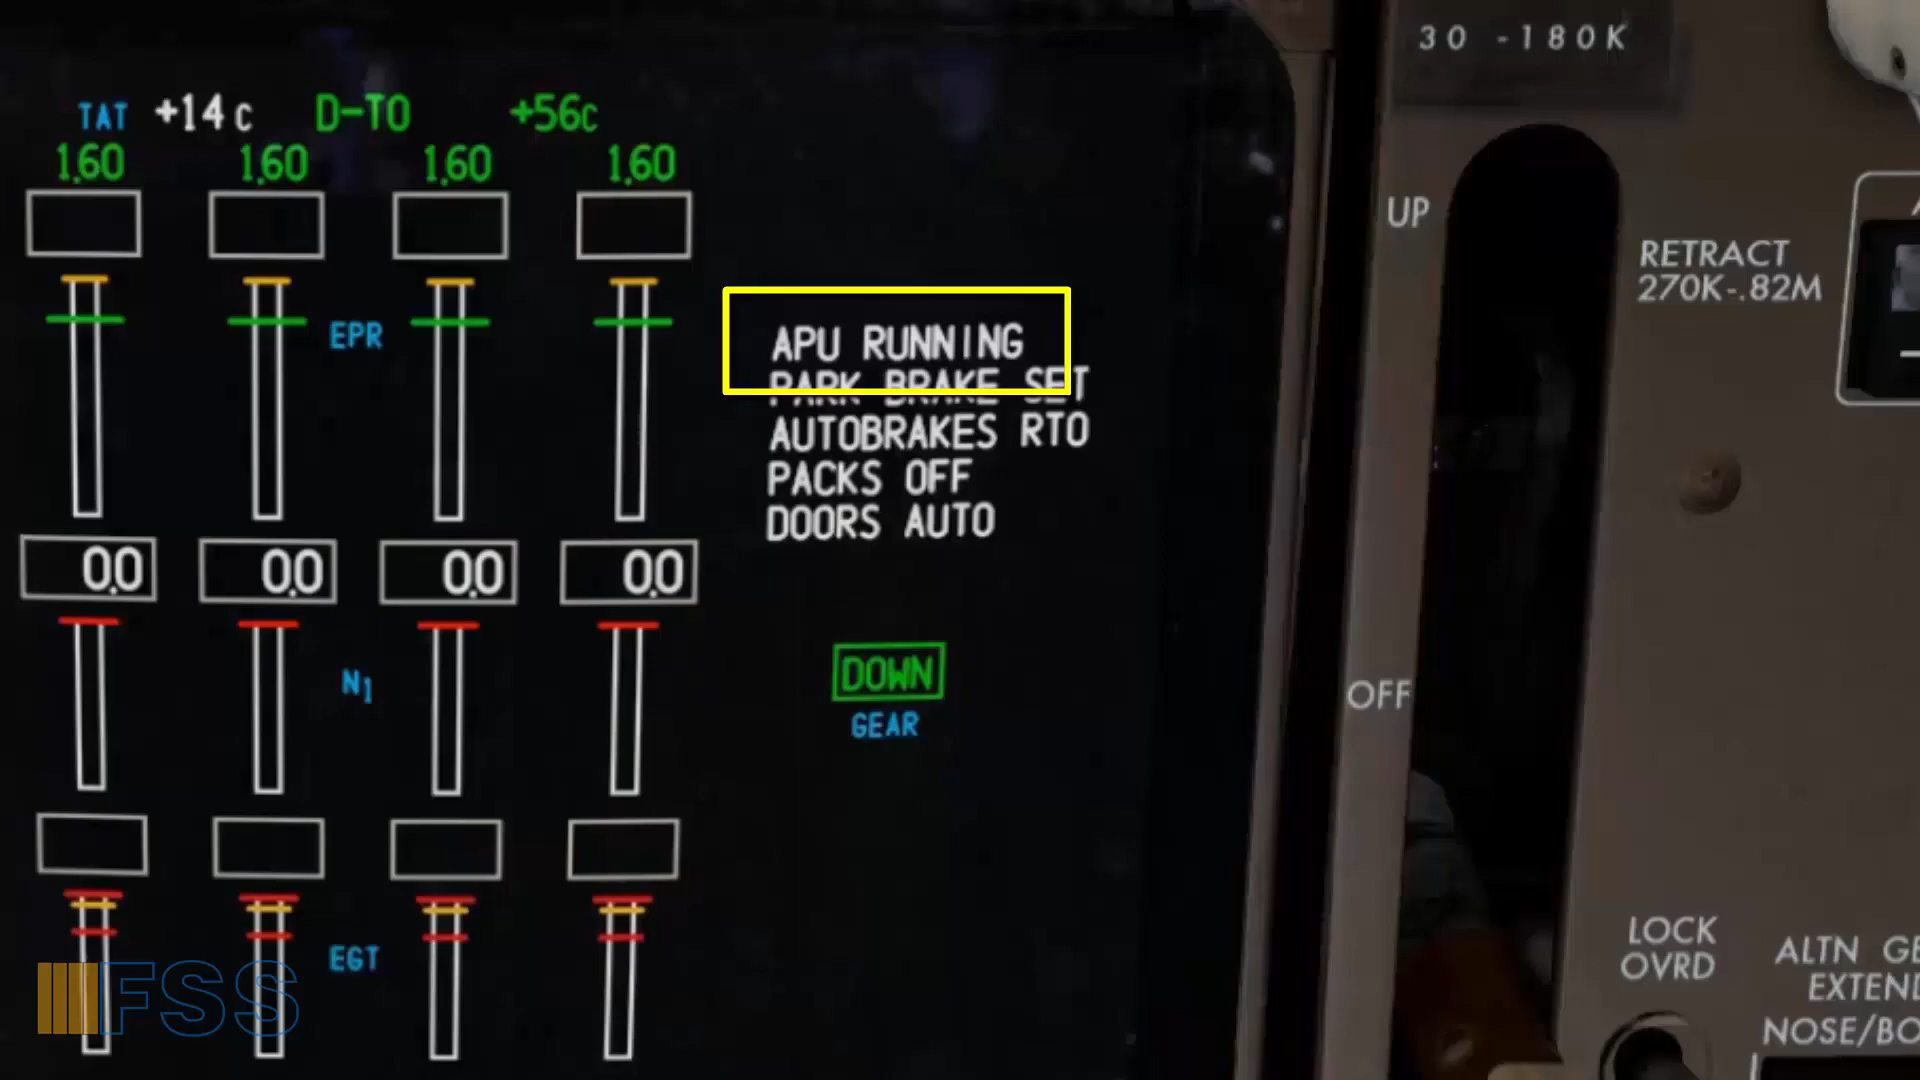 30 -180K
TAT +14c D-TO +56c
1.60 1.60 1.60 1.60
UP
RETRACT
270K-.82M
EPR
APU RUNNING
PARK BRAKE SET
AUTOBRAKES RTO
PACKS OFF
DOORS AUTO
0.0 0.0 0.0 0.0
DOWN
GEAR
N1
OFF
LOCK
OVRD
ALTN GE
EXTEND
NOSE/BO
EGT
FSS